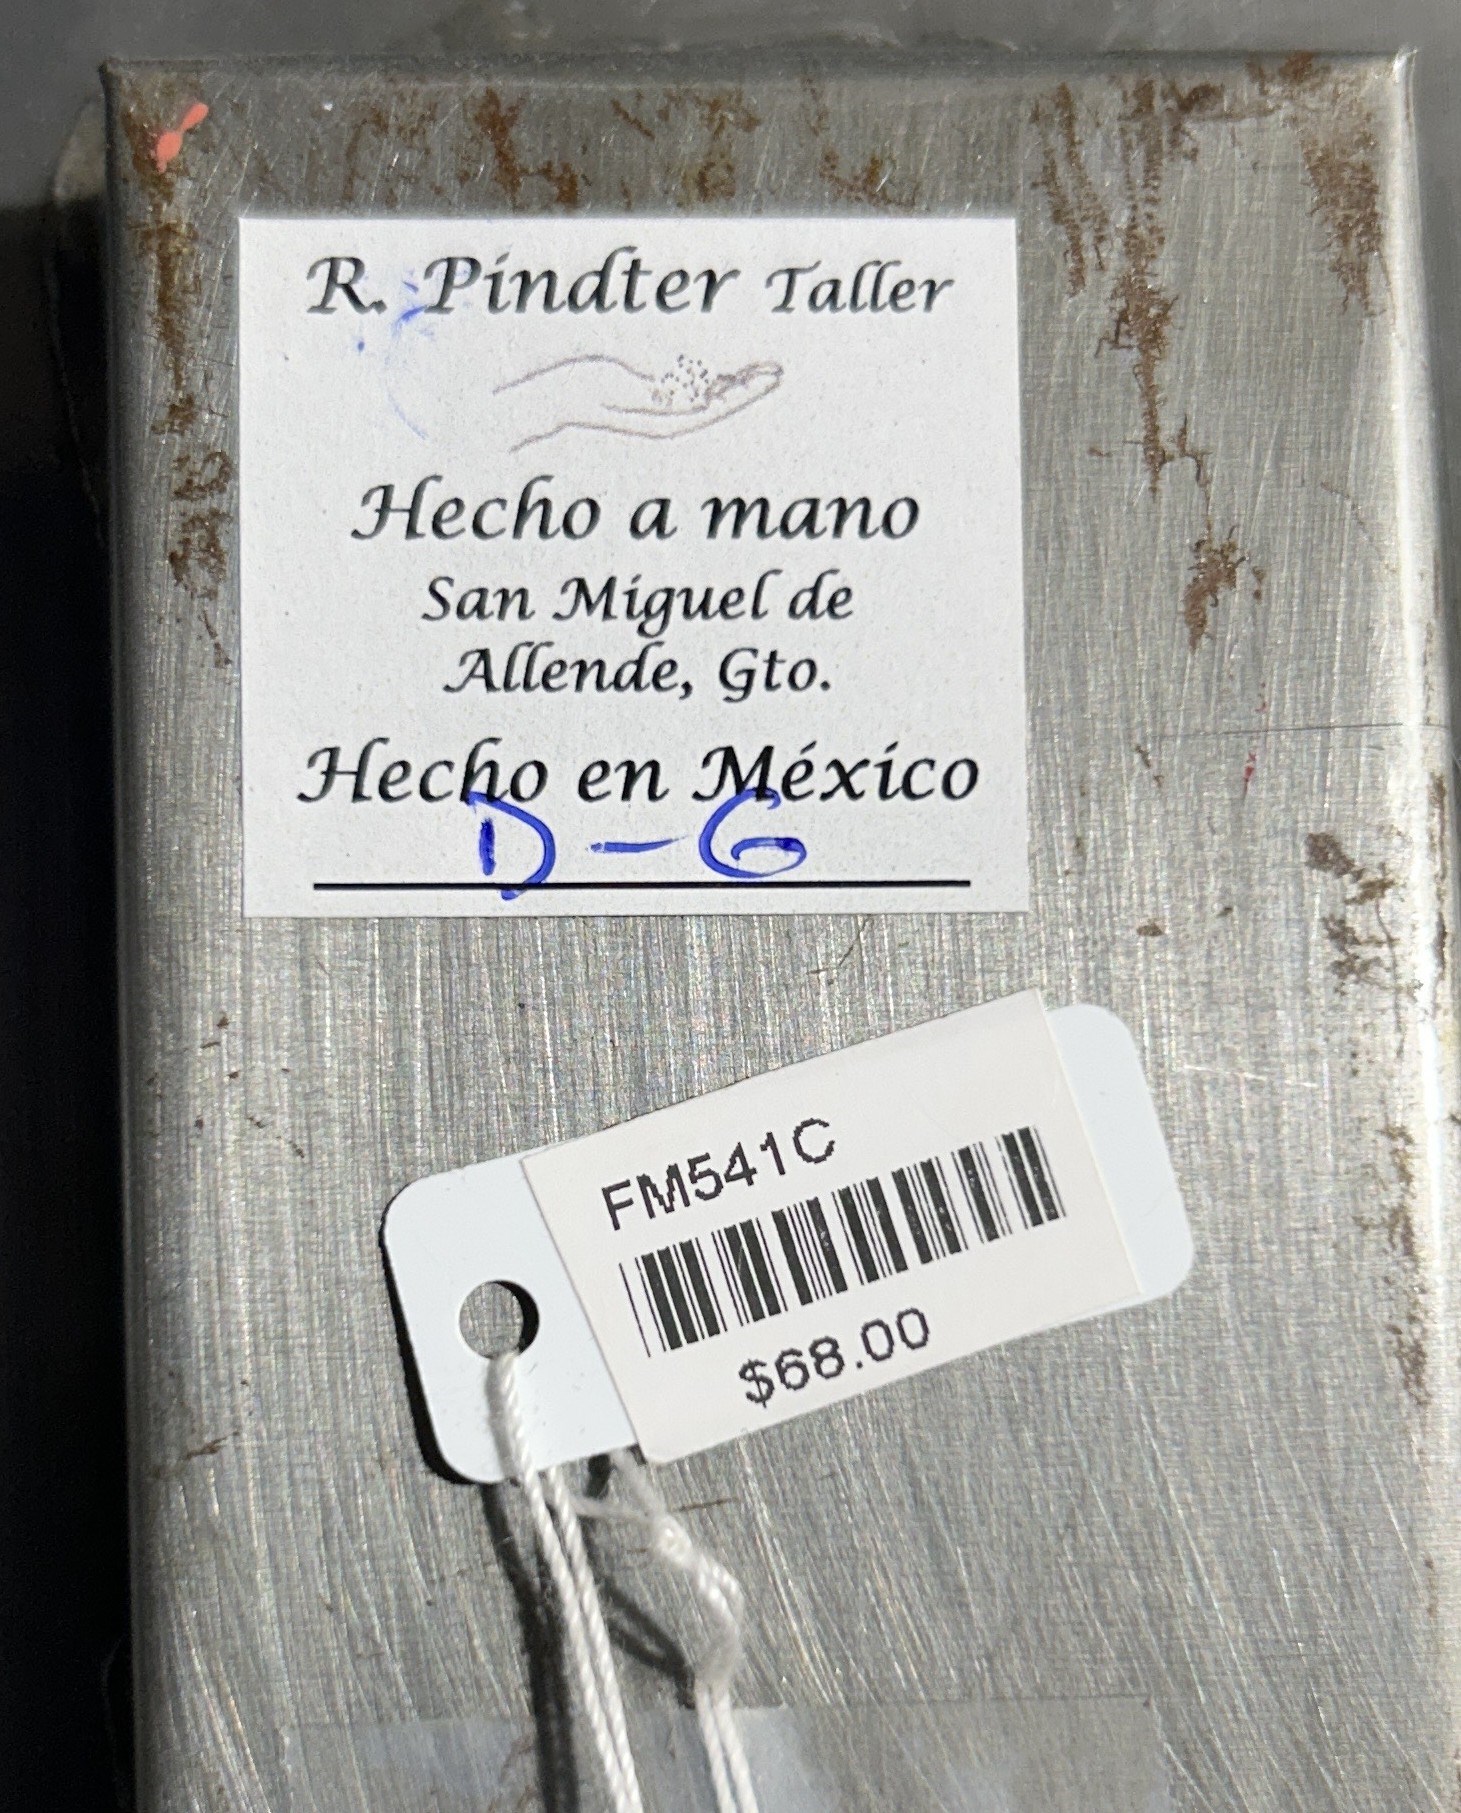 R. Pindter Taller
Hecho a mano
San Miguel de
Allende, Gto.
Hecho en México
D-G
FM541C
$68.00